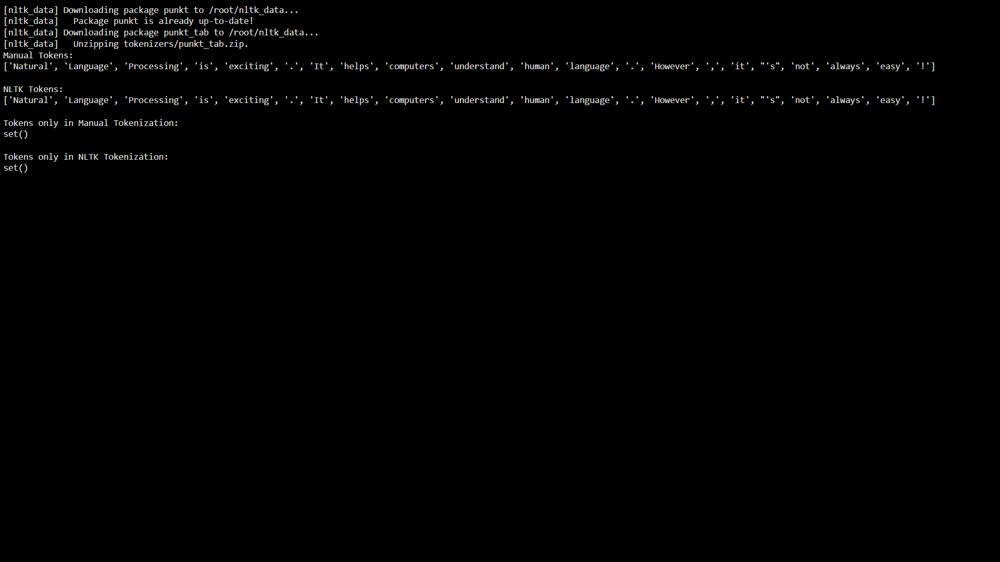 [nltk_data] Downloading package punkt to /root/nltk_data...
[nltk_data]   Package punkt is already up-to-date!
[nltk_data] Downloading package punkt_tab to /root/nltk_data...
[nltk_data]   Unzipping tokenizers/punkt_tab.zip.
Manual Tokens:
['Natural', 'Language', 'Processing', 'is', 'exciting', '.', 'It', 'helps', 'computers', 'understand', 'human', 'language', '.', 'However', ',', 'it', "'s", 'not', 'always', 'easy', '!']

NLTK Tokens:
['Natural', 'Language', 'Processing', 'is', 'exciting', '.', 'It', 'helps', 'computers', 'understand', 'human', 'language', '.', 'However', ',', 'it', "'s", 'not', 'always', 'easy', '!']

Tokens only in Manual Tokenization:
set()

Tokens only in NLTK Tokenization:
set()